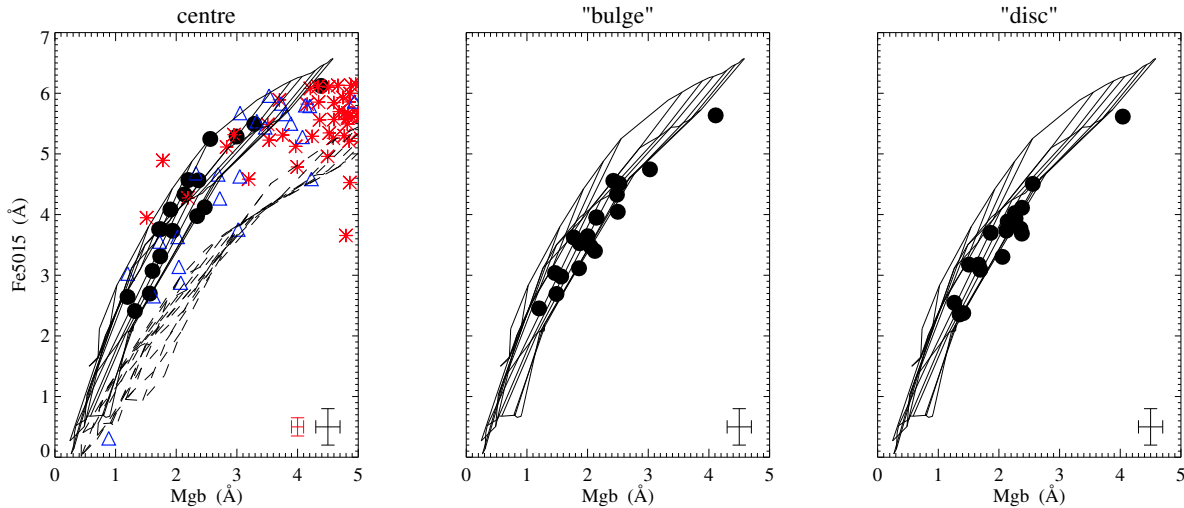 centre
"bulge"
"disc"
Fe5015 (Å)
7
6
5
4
3
2
1
0
0 1 2 3 4 5
0 1 2 3 4 5
0 1 2 3 4 5
Mgb (Å)
Mgb (Å)
Mgb (Å)